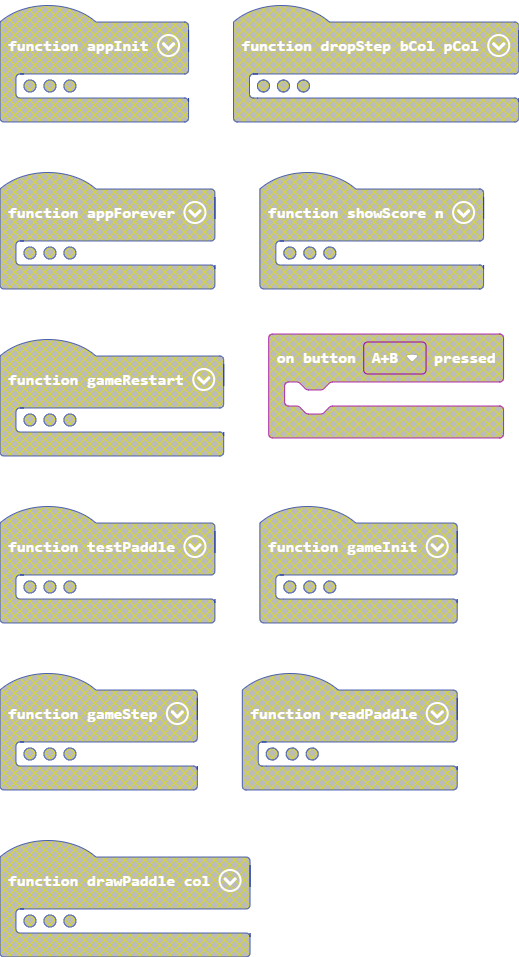 function appInit
function dropStep bCol pCol
function appForever
function showScore n
function gameRestart
on button A+B pressed
function testPaddle
function gameInit
function gameStep
function readPaddle
function drawPaddle col